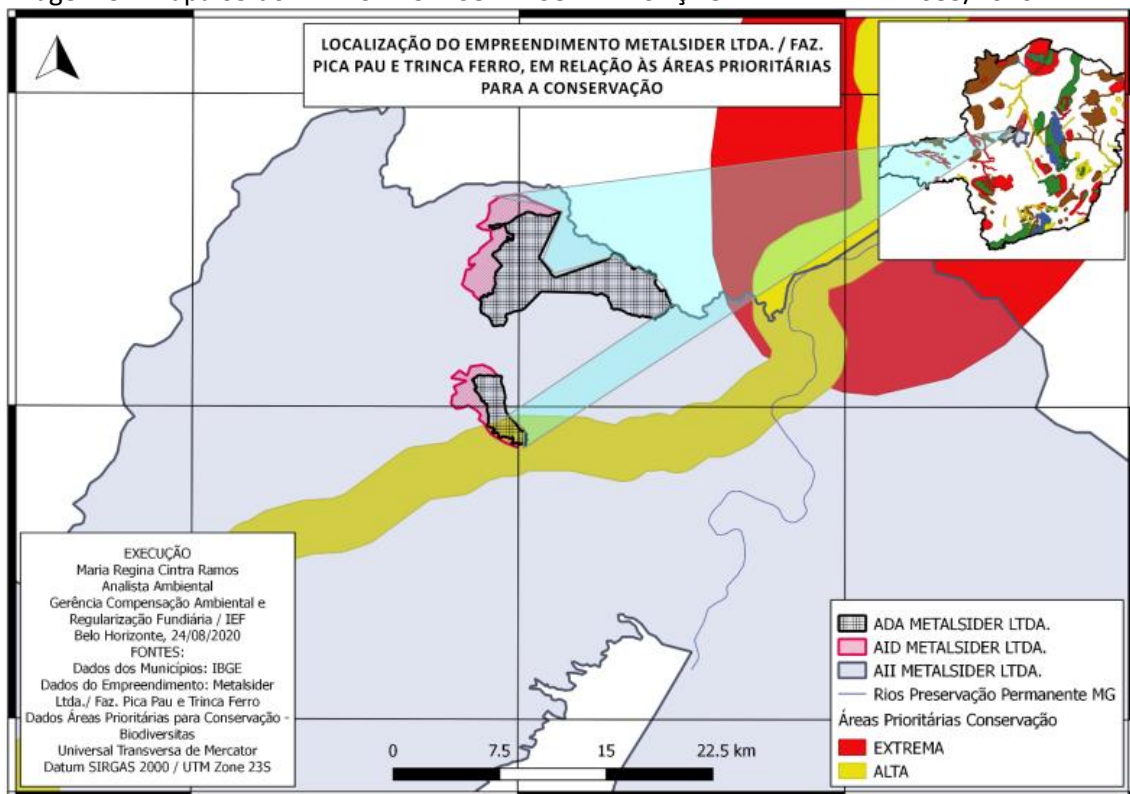 LOCALIZAÇÃO DO EMPREENDIMENTO METALSIDER LTDA. / FAZ.
PICA PAU E TRINCA FERRO, EM RELAÇÃO ÀS ÁREAS PRIORITÁRIAS
PARA A CONSERVAÇÃO
EXECUÇÃO
Maria Regina Cintra Ramos
Analista Ambiental
Gerência Compensação Ambiental e
Regularização Fundiária / IEF
Belo Horizonte, 24/08/2020
FONTES:
Dados dos Municípios: IBGE
Dados do Empreendimento: Metalsider
Ltda./ Faz. Pica Pau e Trinca Ferro
Dados Áreas Prioritárias para Conservação -
Biodiversitas
Universal Transversa de Mercator
Datum SIRGAS 2000 / UTM Zone 23S
0 7.5 15 22.5 km
ADA METALSIDER LTDA.
AID METALSIDER LTDA.
AII METALSIDER LTDA.
Rios Preservação Permanente MG
Áreas Prioritárias Conservação
EXTREMA
ALTA